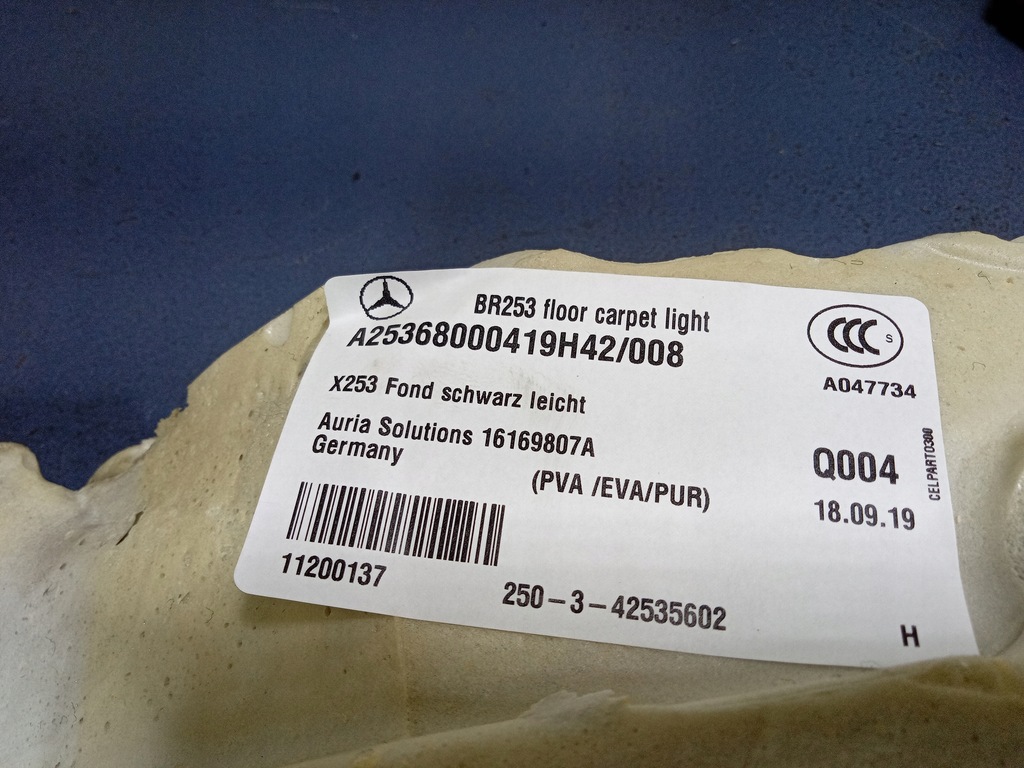 BR253 floor carpet light
A25368000419H42/008
CCC S
A047734
X253 Fond schwarz leicht
Auria Solutions 16169807A
Germany
(PVA /EVA/PUR)
Q004
18.09.19
CELPART0300
11200137
250-3-42535602
H